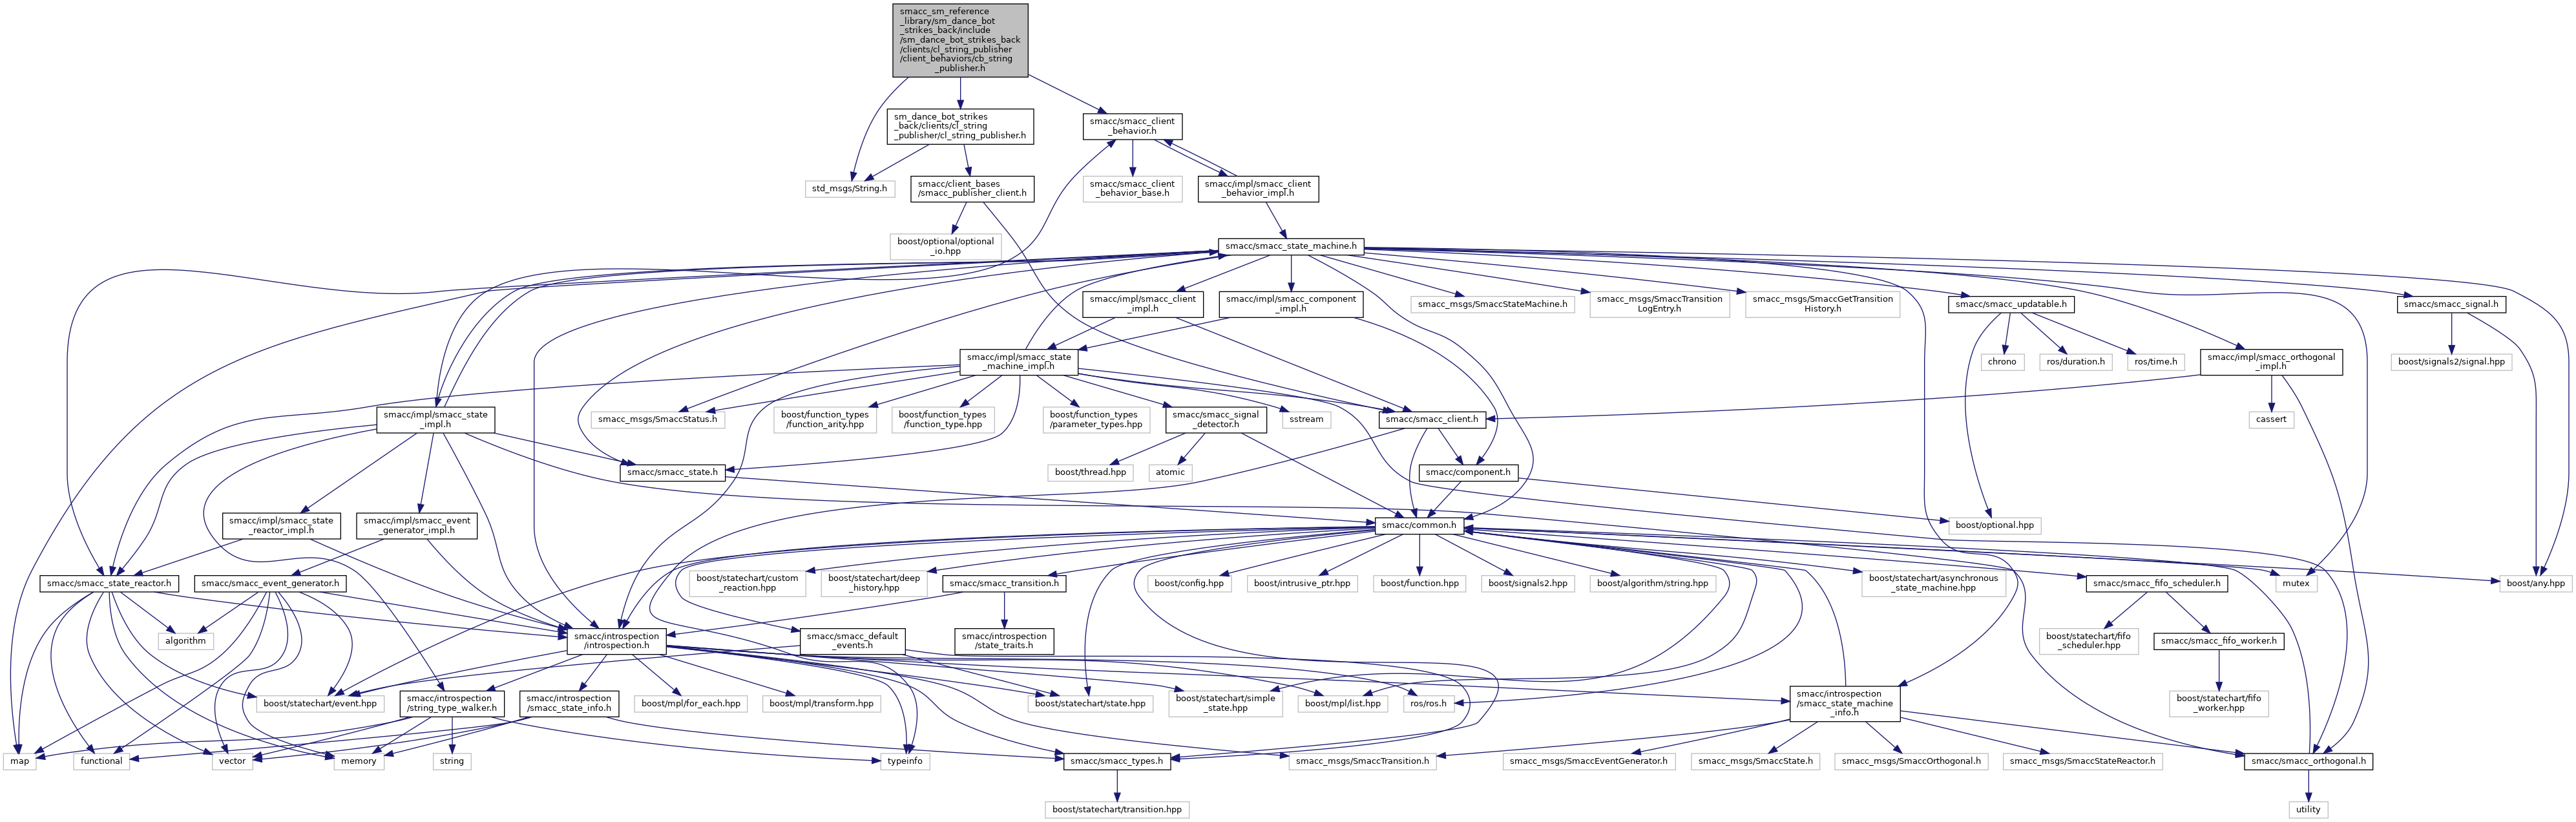 smacc_sm_reference
_library/sm_dance_bot
_strikes_back/include
/sm_dance_bot_strikes_back
/clients/cl_string_publisher
/client_behaviors/cb_string
_publisher.h
sm_dance_bot_strikes
_back/clients/cl_string
_publisher/cl_string_publisher.h
smacc/smacc_client
_behavior.h
std_msgs/String.h
smacc/client_bases
/smacc_publisher_client.h
smacc/smacc_client
_behavior_base.h
smacc/impl/smacc_client
_behavior_impl.h
boost/optional/optional
_io.hpp
smacc/smacc_state_machine.h
smacc/impl/smacc_client
_impl.h
smacc/impl/smacc_component
_impl.h
smacc_msgs/SmaccStateMachine.h
smacc_msgs/SmaccTransition
LogEntry.h
smacc_msgs/SmaccGetTransition
History.h
smacc/smacc_updatable.h
smacc/smacc_signal.h
smacc/impl/smacc_state
_machine_impl.h
chrono
ros/duration.h
ros/time.h
smacc/impl/smacc_orthogonal
_impl.h
boost/signals2/signal.hpp
smacc/impl/smacc_state
_impl.h
smacc_msgs/SmaccStatus.h
boost/function_types
/function_arity.hpp
boost/function_types
/function_type.hpp
boost/function_types
/parameter_types.hpp
smacc/smacc_signal
_detector.h
sstream
smacc/smacc_client.h
cassert
smacc/smacc_state.h
boost/thread.hpp
atomic
smacc/component.h
smacc/impl/smacc_state
_reactor_impl.h
smacc/impl/smacc_event
_generator_impl.h
smacc/common.h
boost/optional.hpp
smacc/smacc_state_reactor.h
smacc/smacc_event_generator.h
boost/statechart/custom
_reaction.hpp
boost/statechart/deep
_history.hpp
smacc/smacc_transition.h
boost/config.hpp
boost/intrusive_ptr.hpp
boost/function.hpp
boost/signals2.hpp
boost/algorithm/string.hpp
boost/statechart/asynchronous
_state_machine.hpp
smacc/smacc_fifo_scheduler.h
mutex
boost/any.hpp
algorithm
smacc/introspection
/introspection.h
smacc/smacc_default
_events.h
smacc/introspection
/state_traits.h
boost/statechart/fifo
_scheduler.hpp
smacc/smacc_fifo_worker.h
boost/statechart/event.hpp
smacc/introspection
/string_type_walker.h
smacc/introspection
/smacc_state_info.h
boost/mpl/for_each.hpp
boost/mpl/transform.hpp
boost/statechart/state.hpp
boost/statechart/simple
_state.hpp
boost/mpl/list.hpp
ros/ros.h
smacc/introspection
/smacc_state_machine
_info.h
boost/statechart/fifo
_worker.hpp
map
functional
vector
memory
string
typeinfo
smacc/smacc_types.h
smacc_msgs/SmaccTransition.h
smacc_msgs/SmaccEventGenerator.h
smacc_msgs/SmaccState.h
smacc_msgs/SmaccOrthogonal.h
smacc_msgs/SmaccStateReactor.h
smacc/smacc_orthogonal.h
boost/statechart/transition.hpp
utility